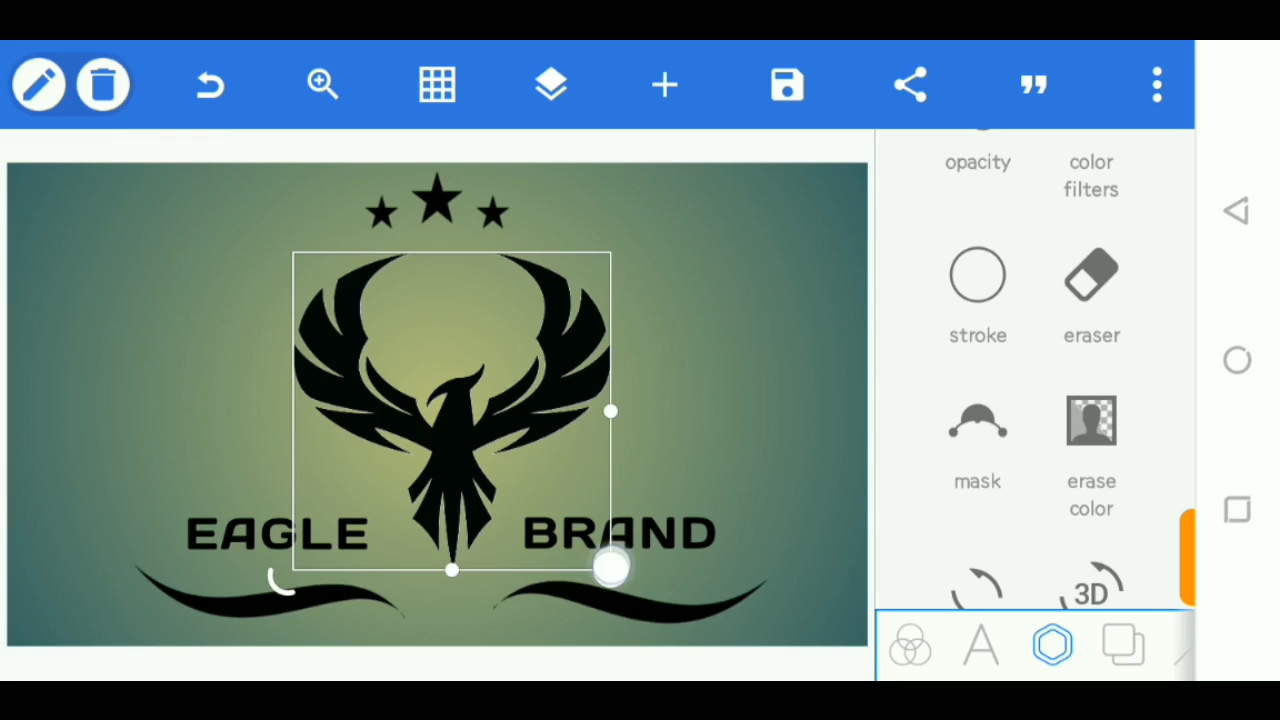 opacity
color
filters
stroke
eraser
mask
erase
color
3D
EAGLE
BRAND